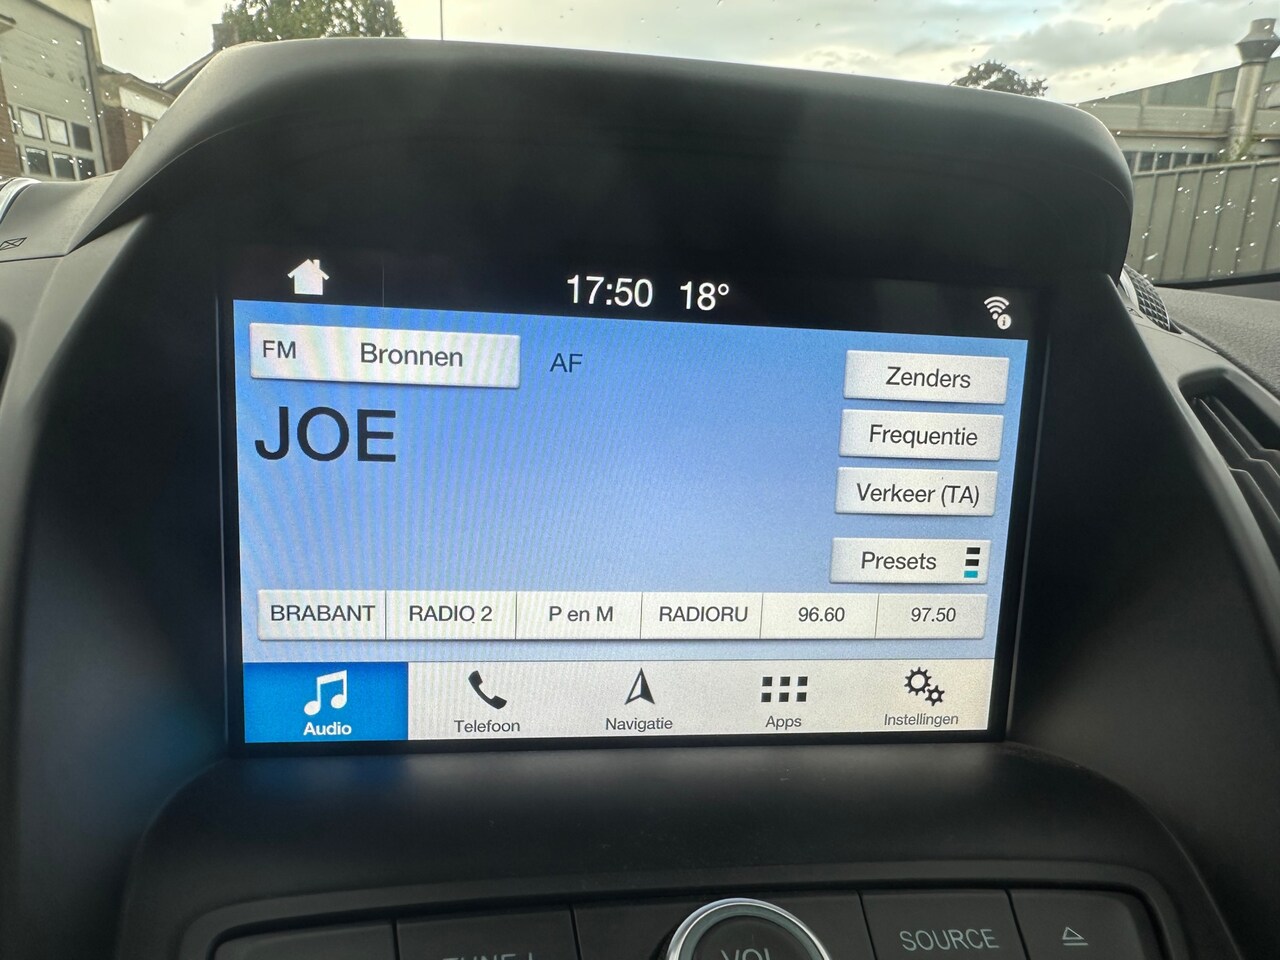 17:50 18°
FM Bronnen AF
Zenders
JOE
Frequentie
Verkeer (TA)
Presets
BRABANT RADIO 2 P en M RADIORU 96.60 97.50
Audio Telefoon Navigatie Apps Instellingen
VOL SOURCE